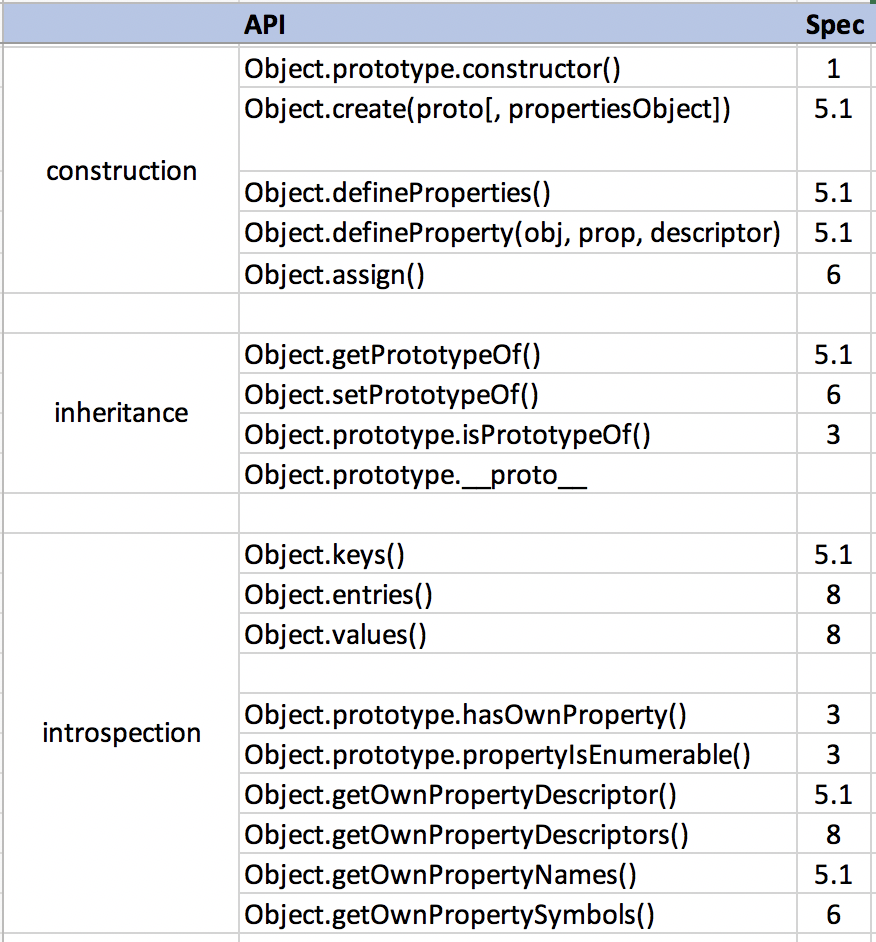 API Spec
construction
Object.prototype.constructor() 1
Object.create(proto[, propertiesObject]) 5.1
Object.defineProperties() 5.1
Object.defineProperty(obj, prop, descriptor) 5.1
Object.assign() 6
inheritance
Object.getPrototypeOf() 5.1
Object.setPrototypeOf() 6
Object.prototype.isPrototypeOf() 3
Object.prototype.__proto__
introspection
Object.keys() 5.1
Object.entries() 8
Object.values() 8
Object.prototype.hasOwnProperty() 3
Object.prototype.propertyIsEnumerable() 3
Object.getOwnPropertyDescriptor() 5.1
Object.getOwnPropertyDescriptors() 8
Object.getOwnPropertyNames() 5.1
Object.getOwnPropertySymbols() 6